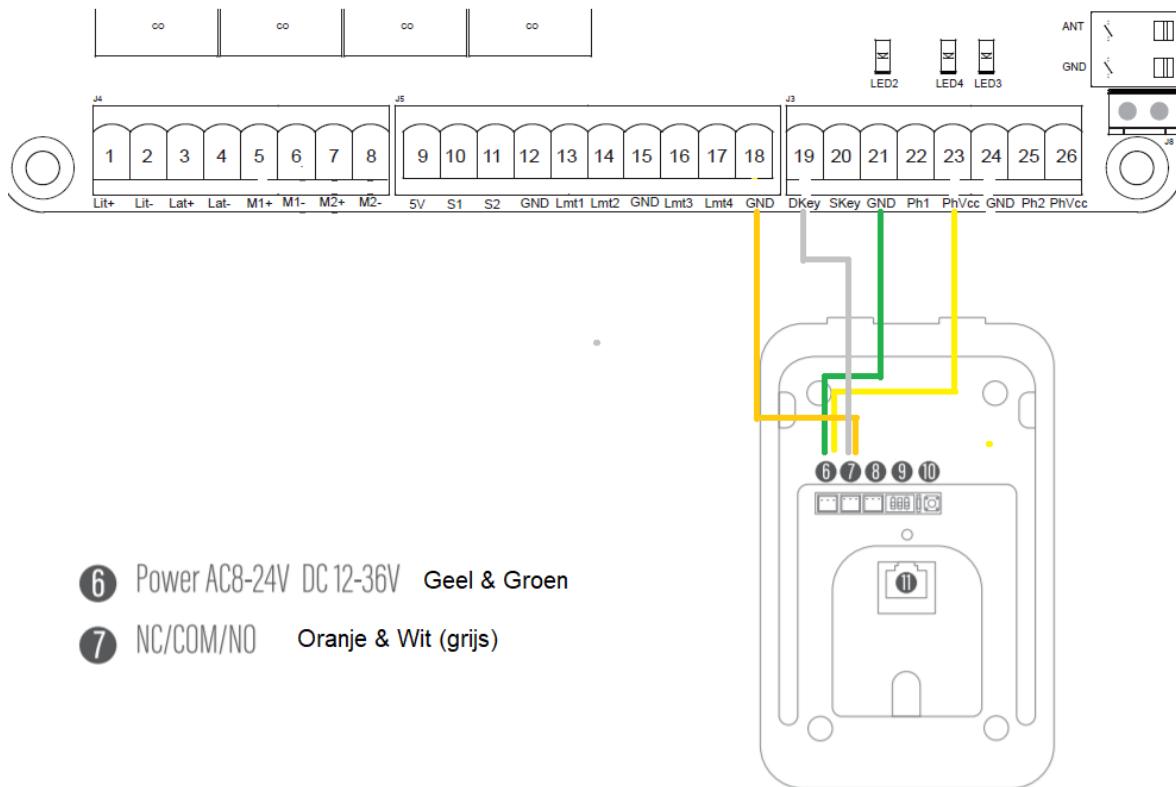 ∞ ∞ ∞ ∞
ANT
GND
LED2 LED4 LED3
J4 J5 J3 J8
1 2 3 4 5 6 7 8 9 10 11 12 13 14 15 16 17 18 19 20 21 22 23 24 25 26
Lit+ Lit- Lat+ Lat- M1+ M1- M2+ M2- 5V S1 S2 GND Lmt1 Lmt2 GND Lmt3 Lmt4 GND DKey SKey GND Ph1 PhVcc GND Ph2 PhVcc
6 7 8 9 10
11
6 Power AC8-24V DC 12-36V Geel & Groen
7 NC/COM/NO Oranje & Wit (grijs)